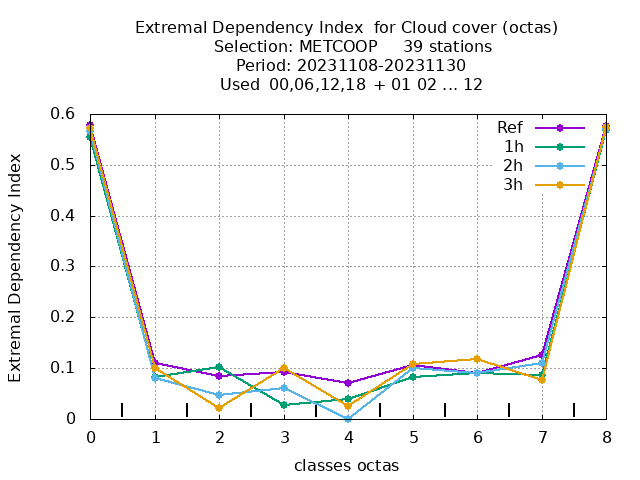 Extremal Dependency Index  for Cloud cover (octas)
Selection: METCOOP     39 stations
Period: 20231108-20231130
Used  00,06,12,18  + 01 02 ... 12
Extremal Dependency Index
0.6
0.5
0.4
0.3
0.2
0.1
0
Ref
1h
2h
3h
0 1 2 3 4 5 6 7 8
classes octas